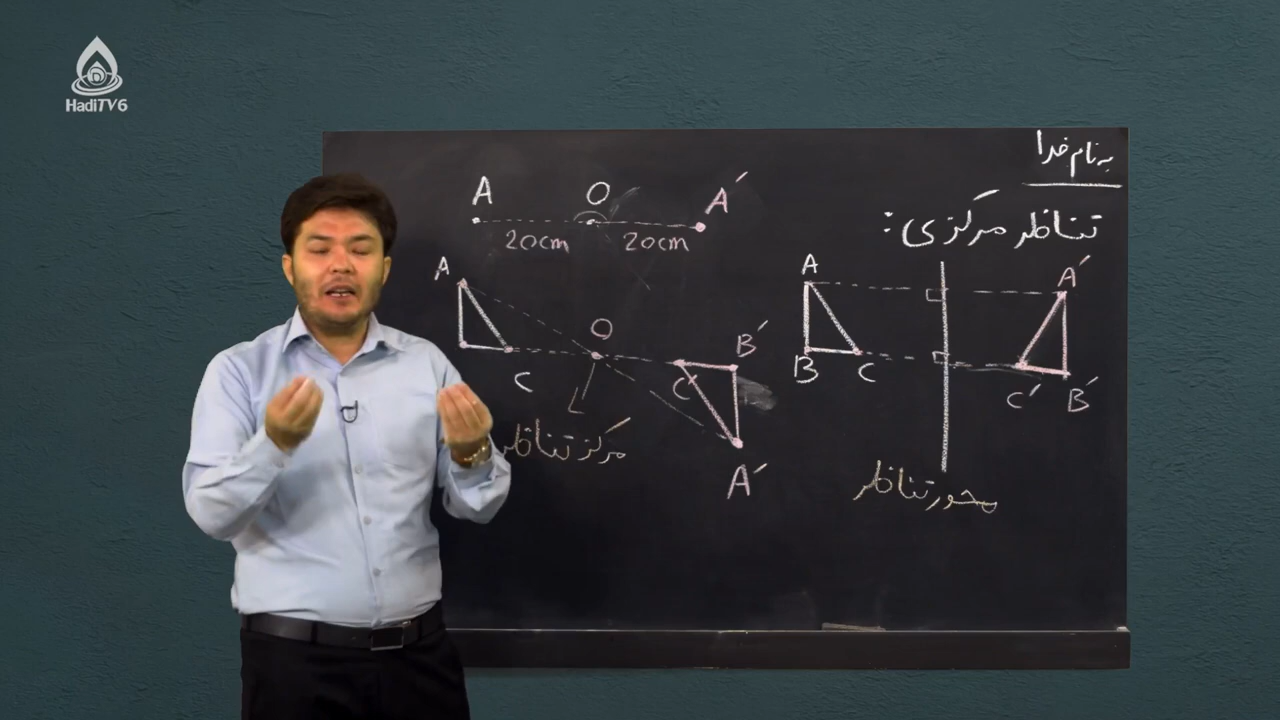 HadiTV6
به نام خدا
تناظر مرکزی:
A O A´
20cm 20cm
A A´
B C C´ B´
محور تناظر
A O B´
C C
مرکز تناظر
A´